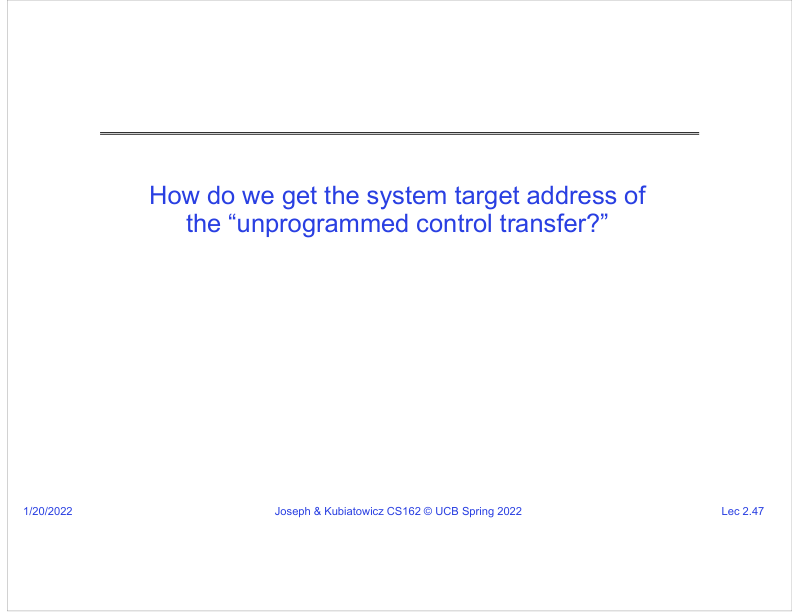 How do we get the system target address of
the “unprogrammed control transfer?”
1/20/2022
Joseph & Kubiatowicz CS162 © UCB Spring 2022
Lec 2.47